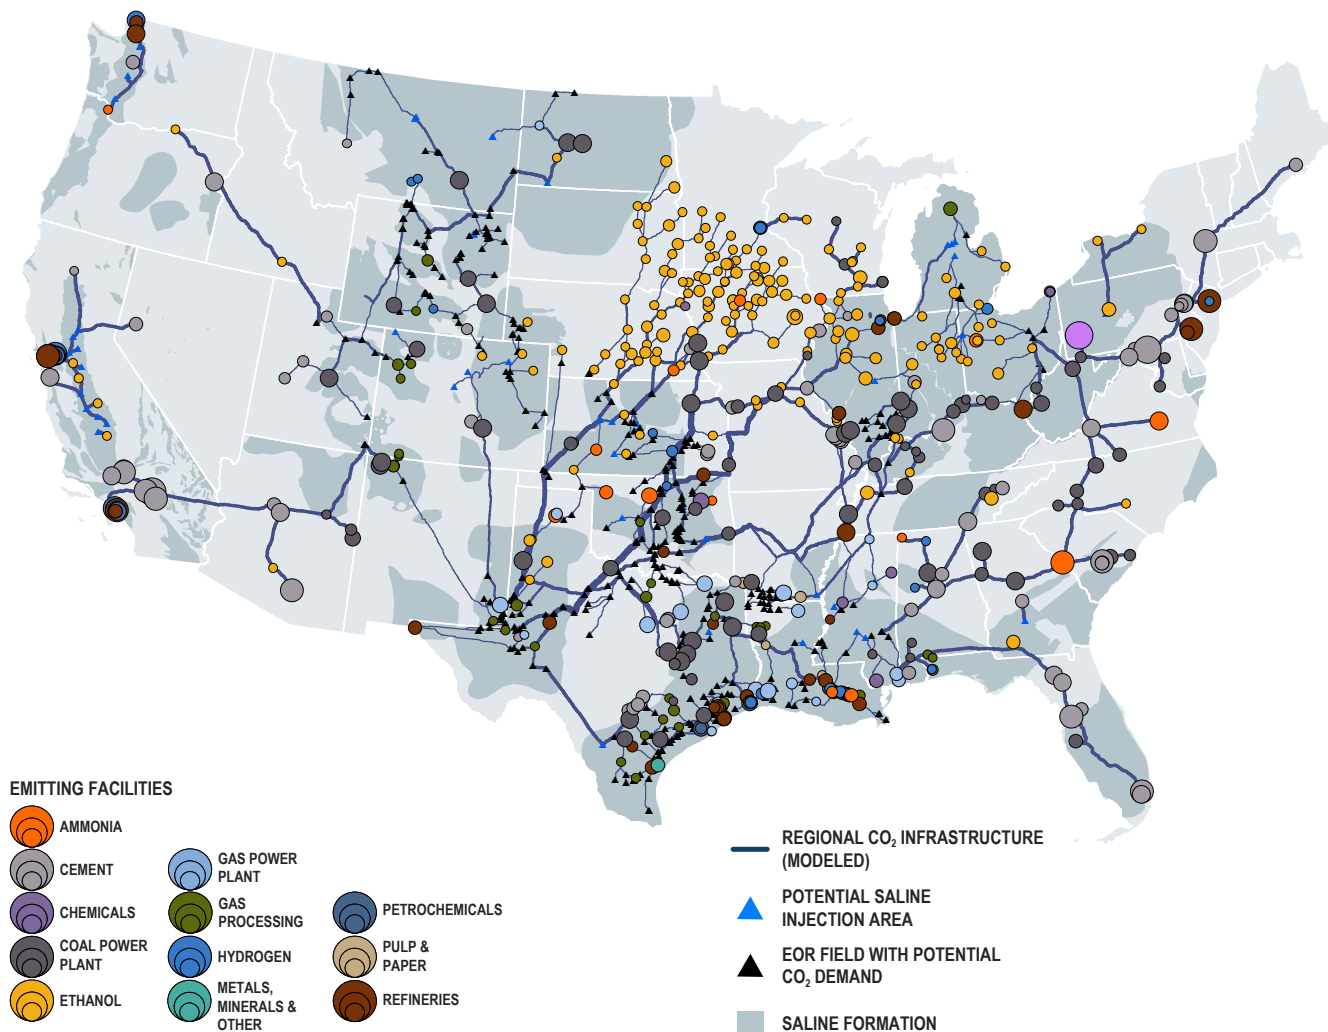 EMITTING FACILITIES
AMMONIA
CEMENT
CHEMICALS
COAL POWER
PLANT
ETHANOL
GAS POWER
PLANT
GAS
PROCESSING
HYDROGEN
METALS,
MINERALS &
OTHER
PETROCHEMICALS
PULP &
PAPER
REFINERIES
REGIONAL CO₂ INFRASTRUCTURE
(MODELED)
POTENTIAL SALINE
INJECTION AREA
EOR FIELD WITH POTENTIAL
CO₂ DEMAND
SALINE FORMATION